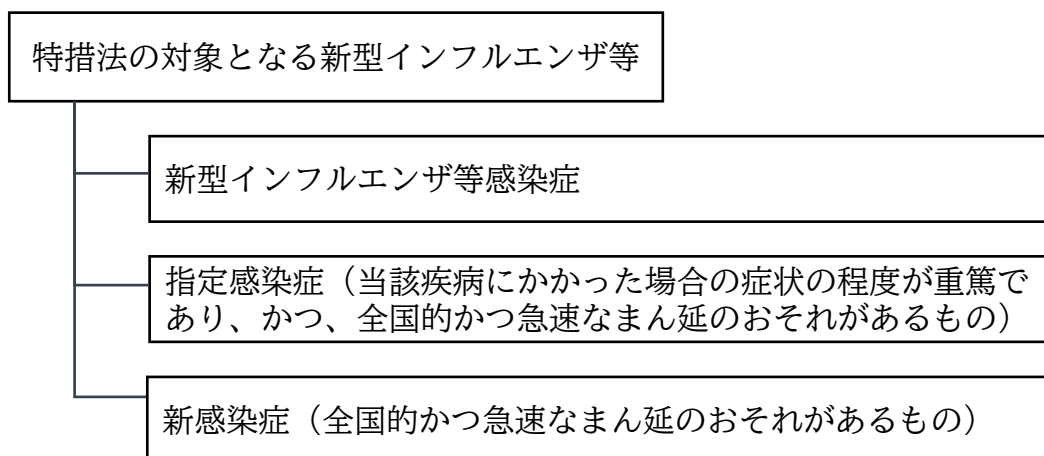 特措法の対象となる新型インフルエンザ等
新型インフルエンザ等感染症
指定感染症（当該疾病にかかった場合の症状の程度が重篤で
あり、かつ、全国的かつ急速なまん延のおそれがあるもの）
新感染症（全国的かつ急速なまん延のおそれがあるもの）